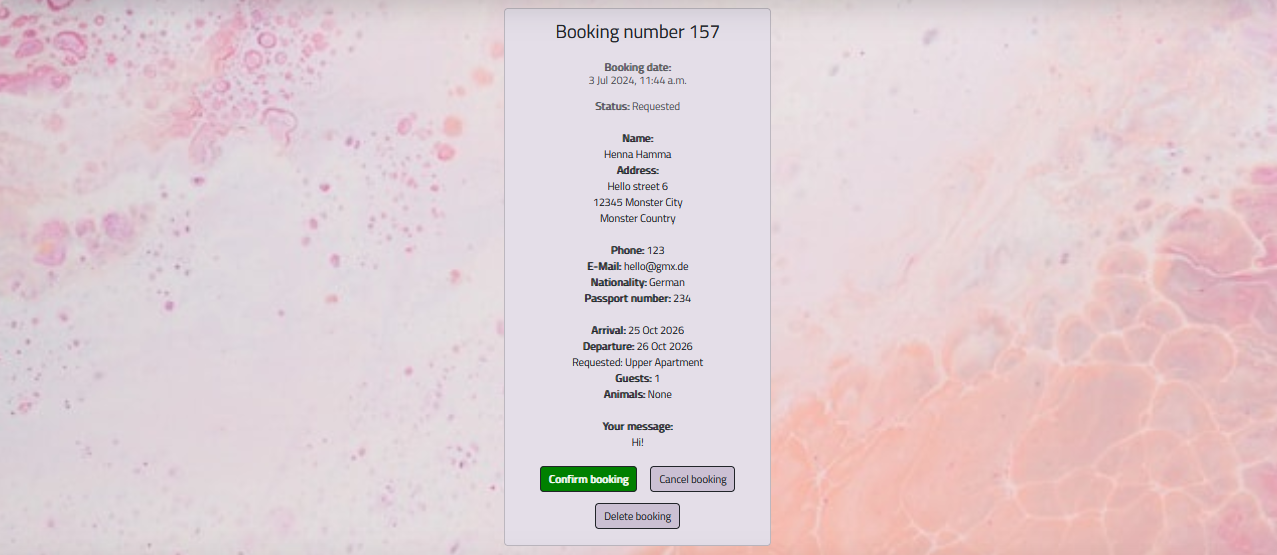 Booking number 157
Booking date:
3 Jul 2024, 11:44 a.m.
Status: Requested
Name:
Henna Hamma
Address:
Hello street 6
12345 Monster City
Monster Country
Phone: 123
E-Mail: hello@gmx.de
Nationality: German
Passport number: 234
Arrival: 25 Oct 2026
Departure: 26 Oct 2026
Requested: Upper Apartment
Guests: 1
Animals: None
Your message:
Hi!
Confirm booking Cancel booking
Delete booking